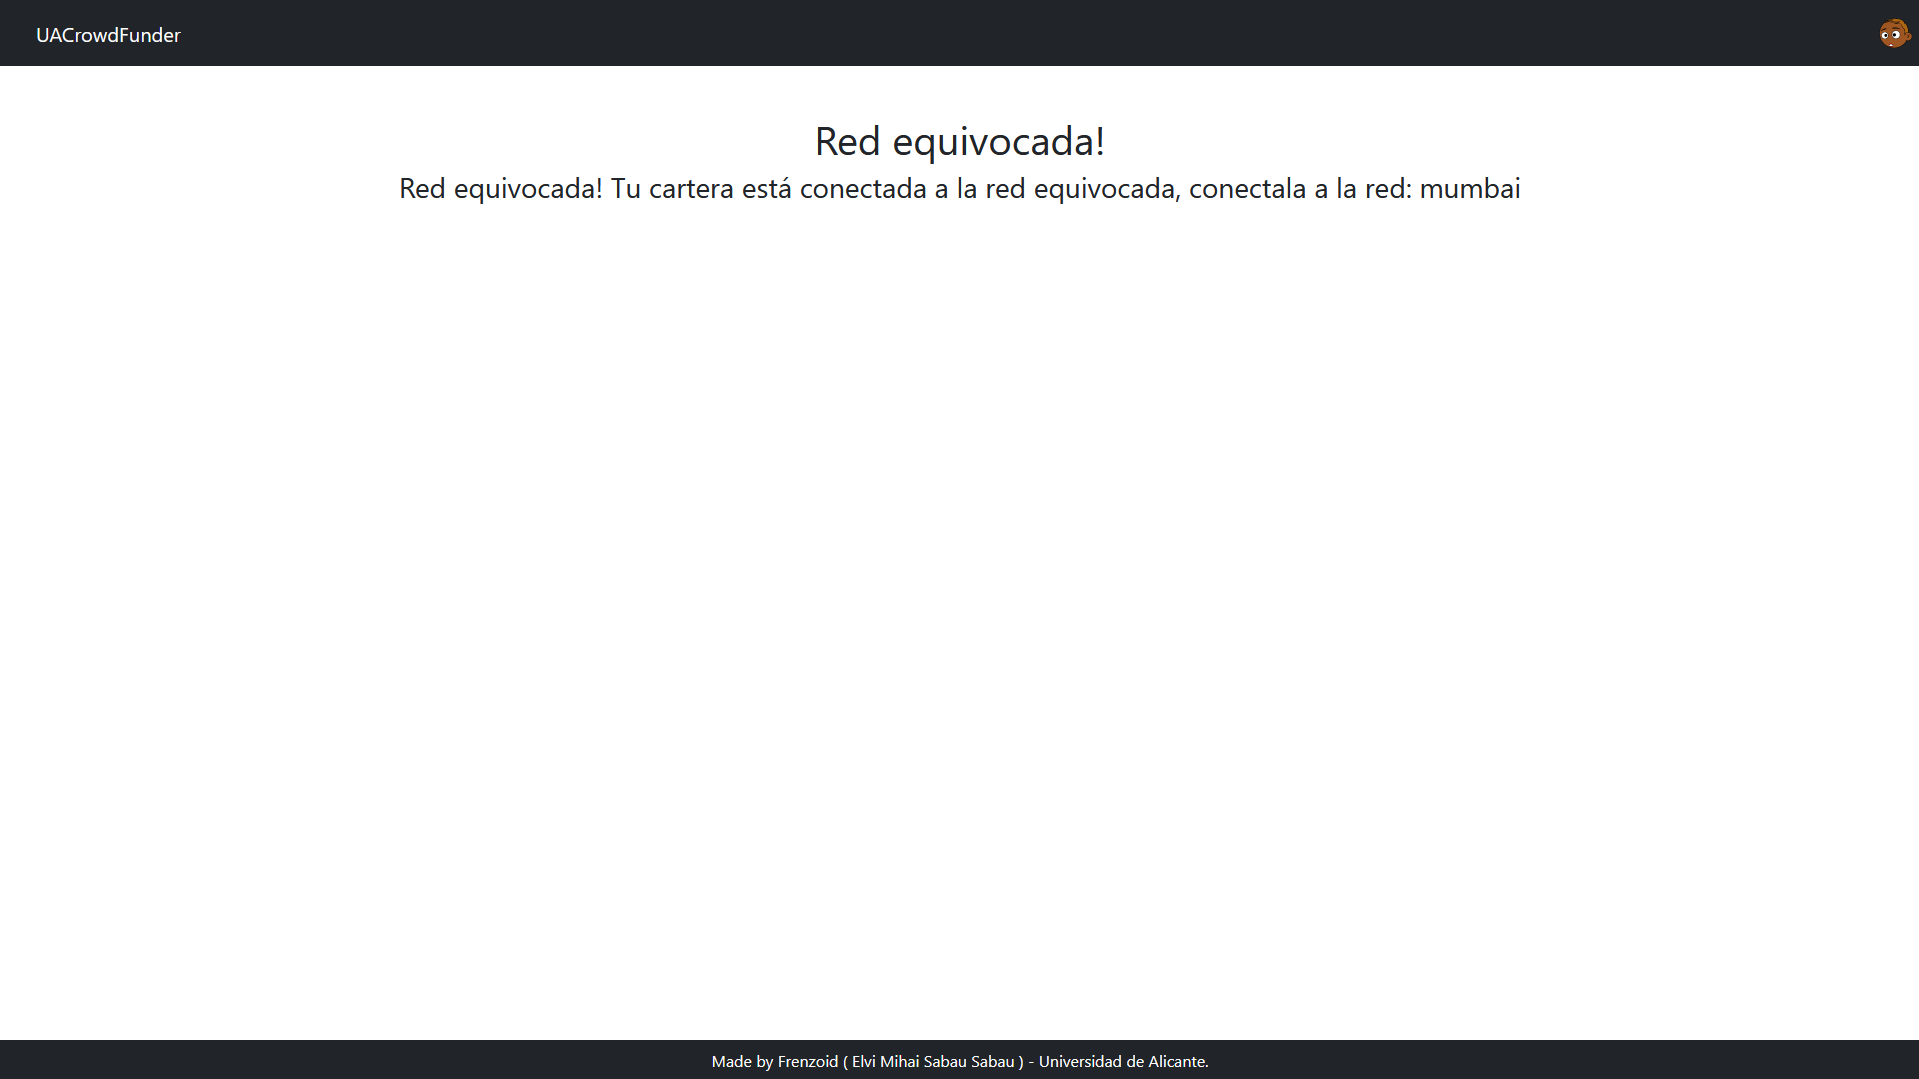 UACrowdFunder
Red equivocada!
Red equivocada! Tu cartera está conectada a la red equivocada, conectala a la red: mumbai
Made by Frenzoid ( Elvi Mihai Sabau Sabau ) - Universidad de Alicante.